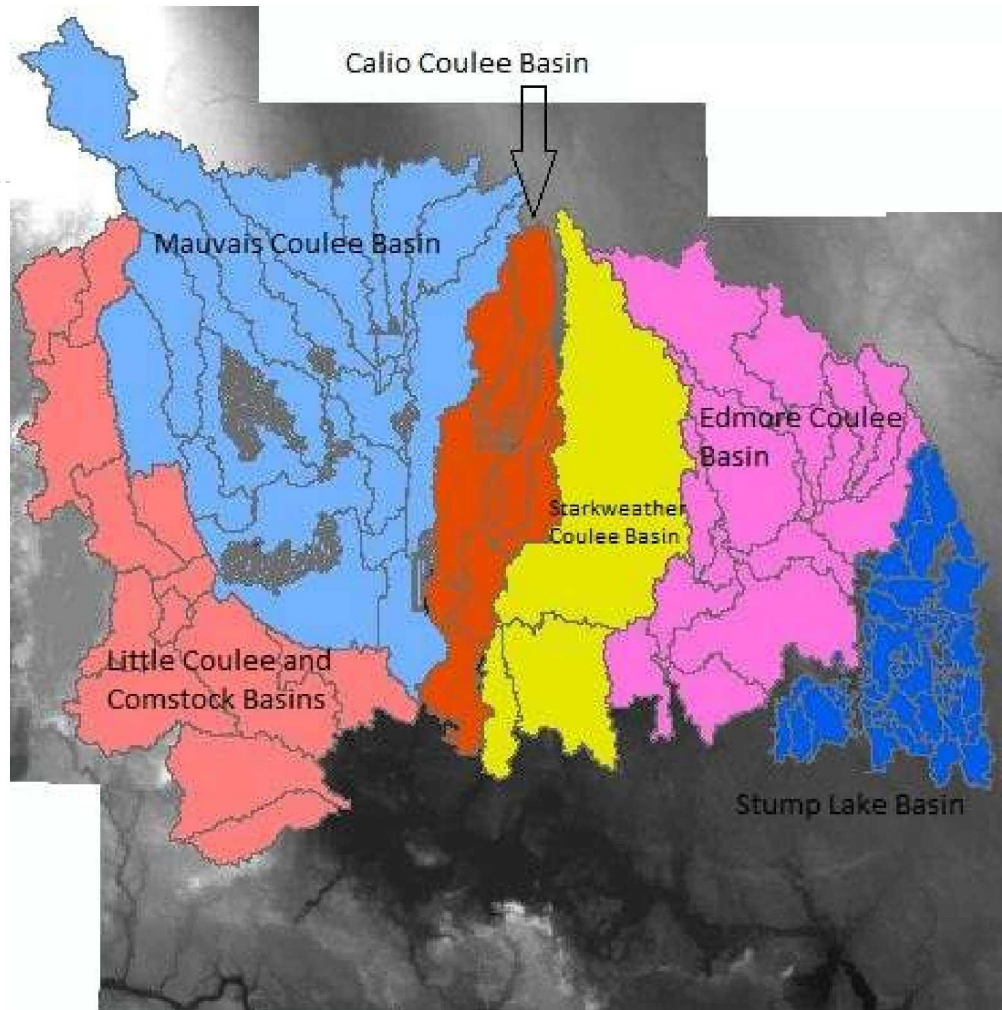 Calio Coulee Basin
Mauvais Coulee Basin
Edmore Coulee
Basin
Starkweather
Coulee Basin
Little Coulee and
Comstock Basins
Stump Lake Basin